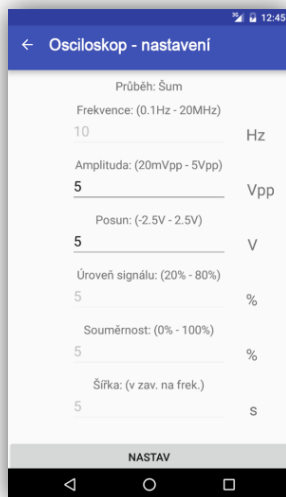 3G 12:45
Osciloskop - nastavení
Průběh: Šum
Frekvence: (0.1Hz - 20MHz)
10 Hz
Amplituda: (20mVpp - 5Vpp)
5 Vpp
Posun: (-2.5V - 2.5V)
5 V
Úroveň signálu: (20% - 80%)
5 %
Souměrnost: (0% - 100%)
5 %
Šířka: (v zav. na frek.)
5 s
NASTAV